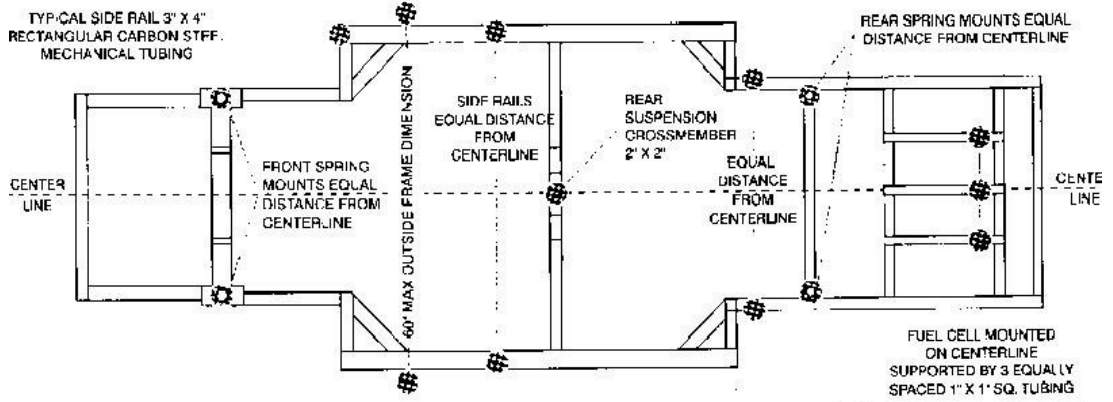 TYPICAL SIDE RAIL 3" X 4"
RECTANGULAR CARBON STEEL
MECHANICAL TUBING
REAR SPRING MOUNTS EQUAL
DISTANCE FROM CENTERLINE
SIDE RAILS
EQUAL DISTANCE
FROM
CENTERLINE
REAR
SUSPENSION
CROSSMEMBER
2" X 2"
60" MAX OUTSIDE FRAME DIMENSION
FRONT SPRING
MOUNTS EQUAL
DISTANCE FROM
CENTERLINE
EQUAL
DISTANCE
FROM
CENTERLINE
CENTER
LINE
CENTE
LINE
FUEL CELL MOUNTED
ON CENTERLINE
SUPPORTED BY 3 EQUALLY
SPACED 1" X 1" SQ. TUBING